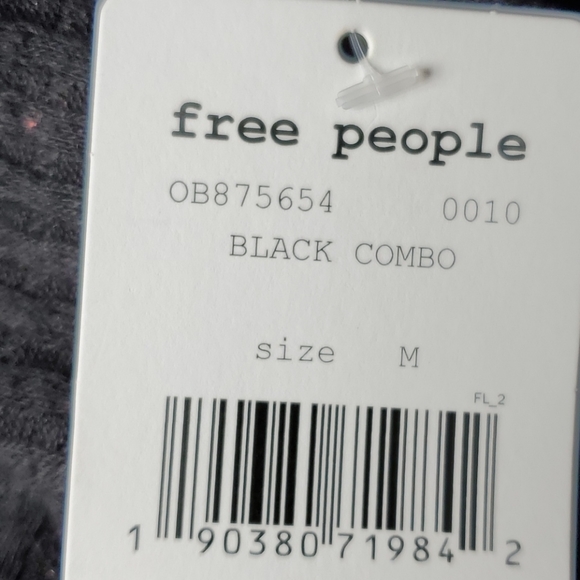 free people
OB875654 0010
BLACK COMBO
size M
FL_2
1 90380 71984 2